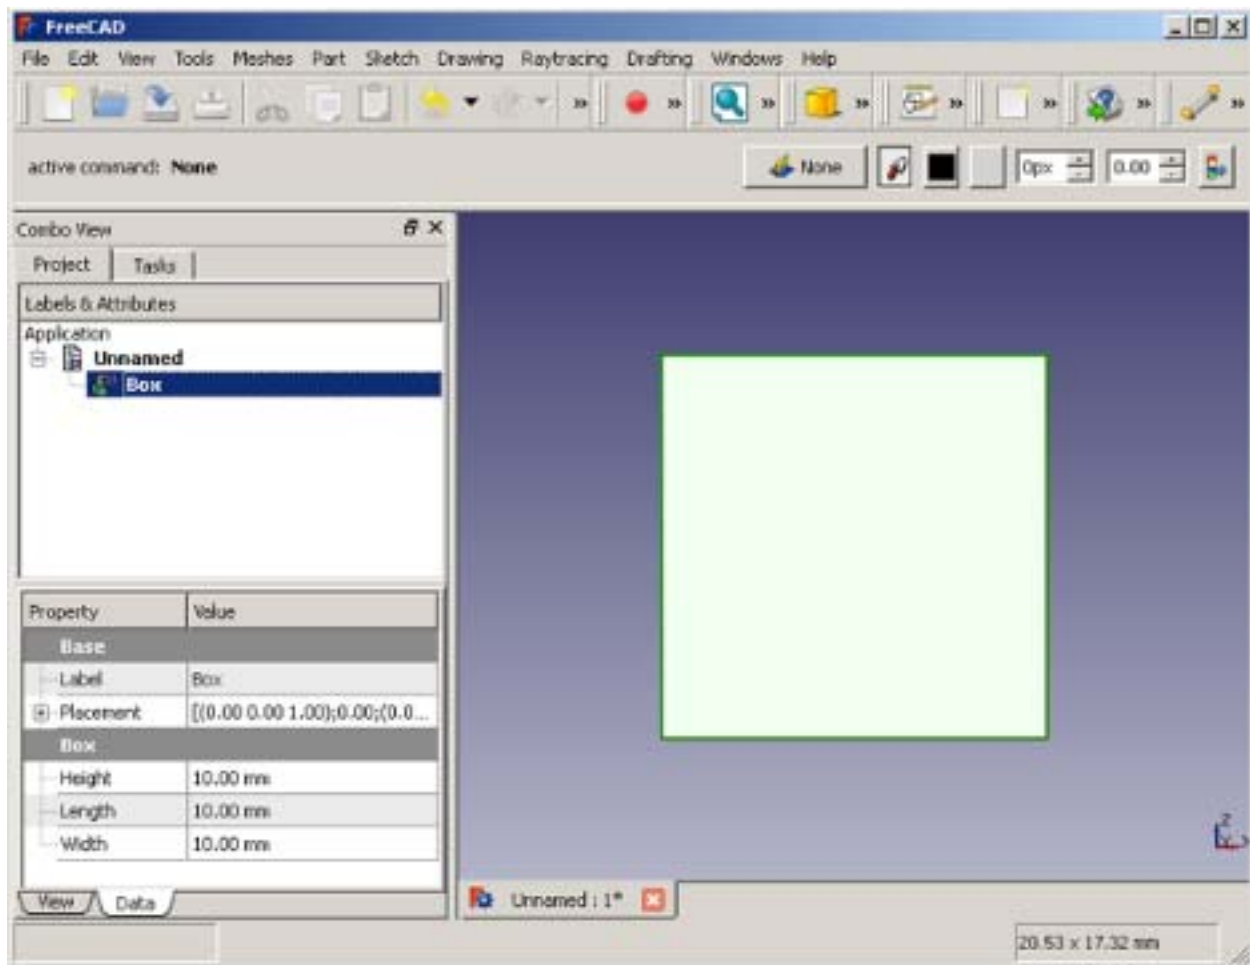 FreeCAD
File Edit View Tools Meshes Part Sketch Drawing Raytracing Drafting Windows Help
active command: None
None
0px
0.00
Combo View
Project Tasks
Labels & Attributes
Application
Unnamed
Box
Property Value
Base
Label Box
Placement [(0.00 0.00 1.00);0.00;(0.0...
Box
Height 10.00 mm
Length 10.00 mm
Width 10.00 mm
View Data
Unnamed : 1*
Z
20.53 x 17.32 mm